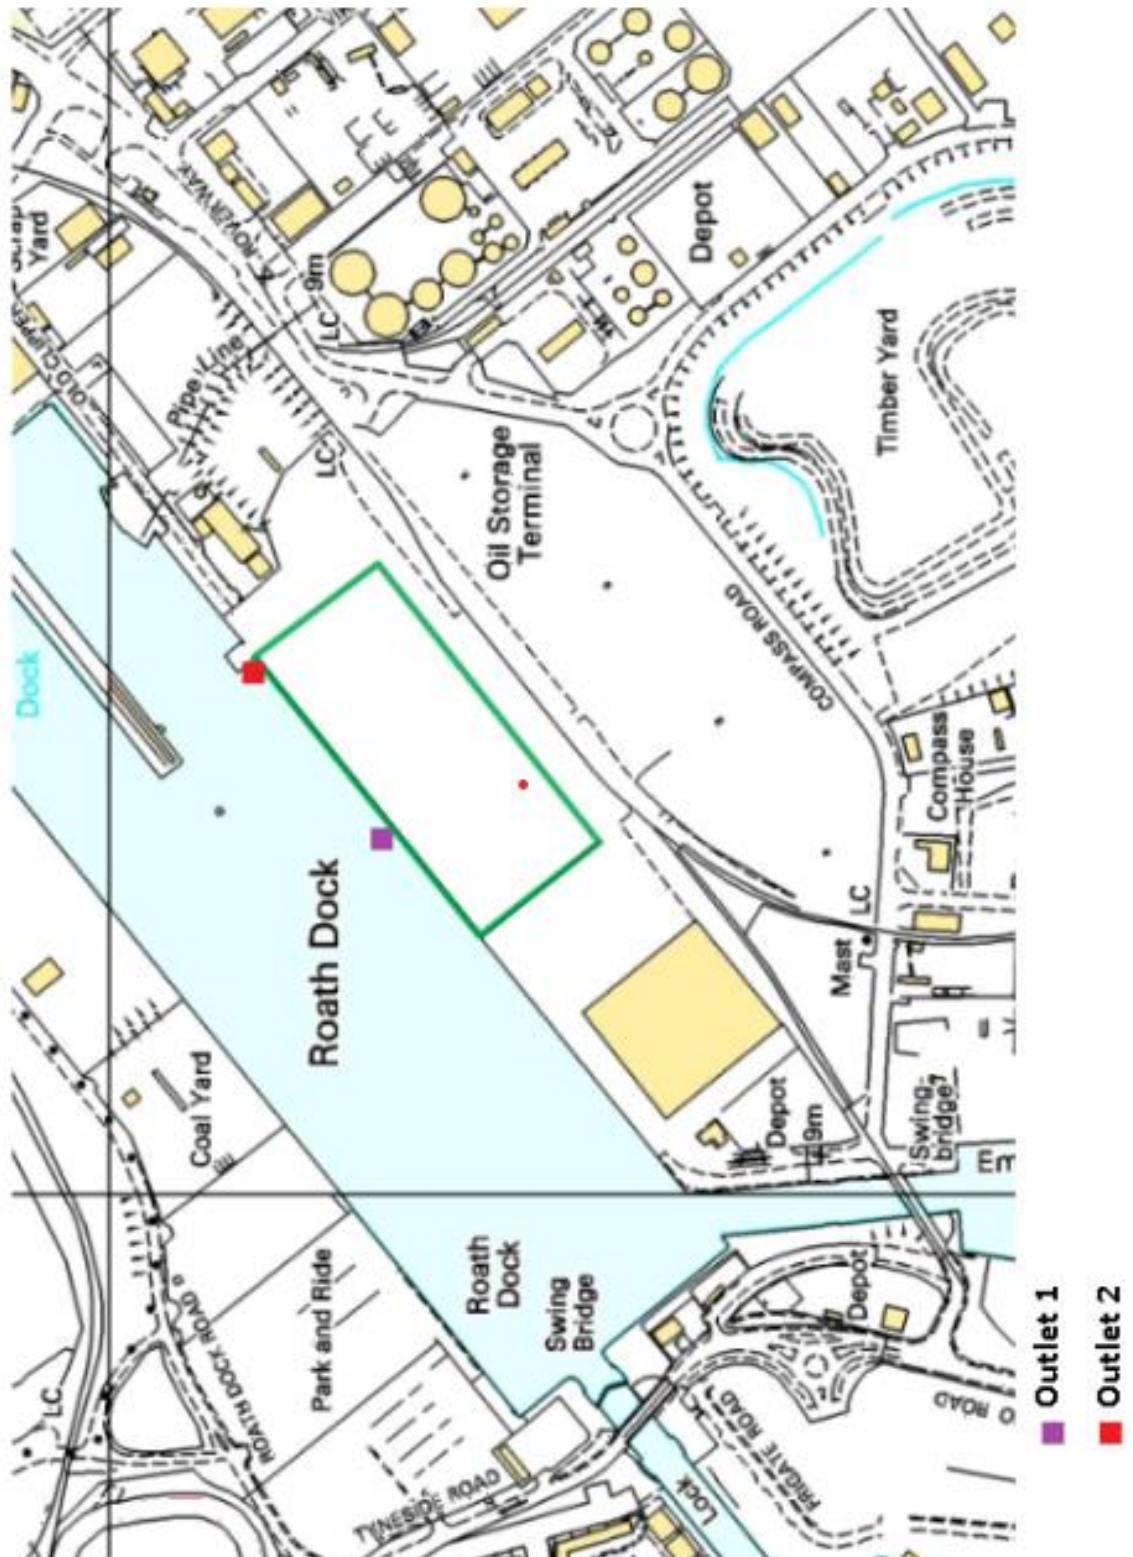 Scrap
Yard
ROVERWAY
LC
9m
Depot
OLD CLIPPER
Pipe Line
LC
Oil Storage
Terminal
Timber Yard
COMPASS ROAD
Dock
Roath Dock
Compass
House
LC
Mast
Coal Yard
Depot
9m
Swing
bridge
Park and Ride
Roath
Dock
Swing
Bridge
Depot
LC
ROATH DOCK ROAD
TYNESIDE ROAD
Lock
FRIGATE ROAD
D ROAD
Outlet 1
Outlet 2